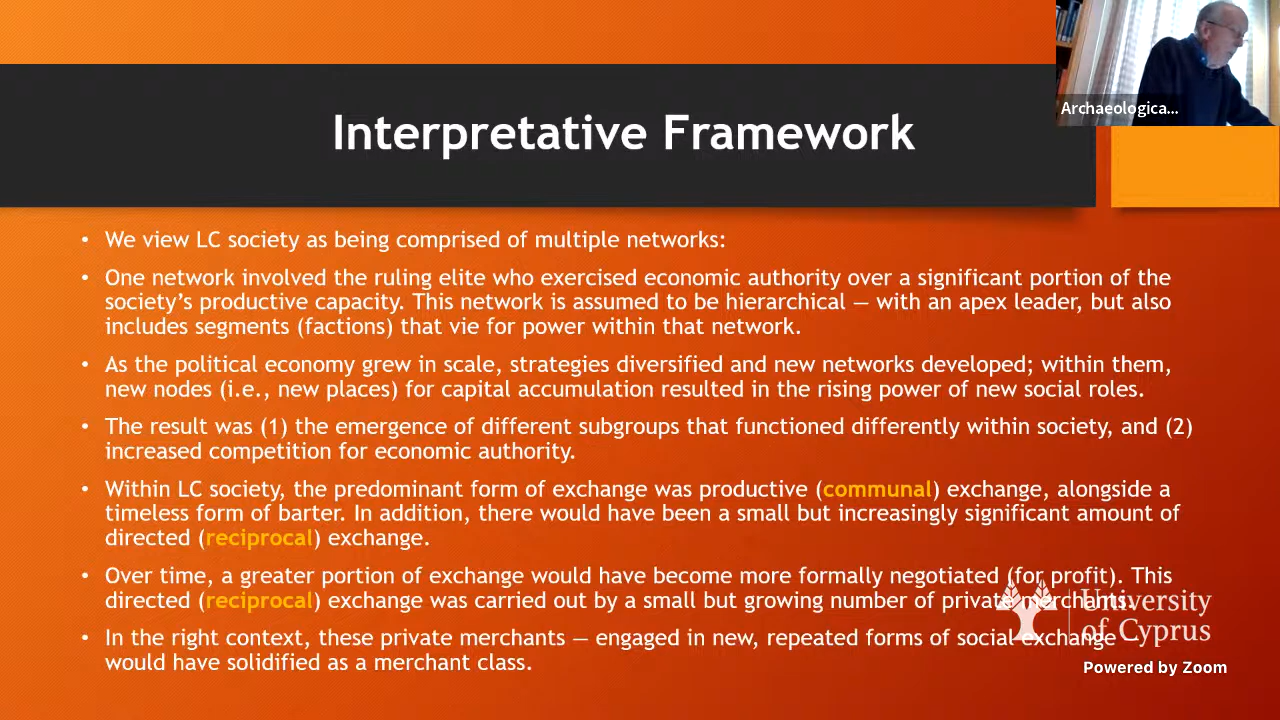 Archaeologica...
Interpretative Framework
• We view LC society as being comprised of multiple networks:
• One network involved the ruling elite who exercised economic authority over a significant portion of the
society’s productive capacity. This network is assumed to be hierarchical — with an apex leader, but also
includes segments (factions) that vie for power within that network.
• As the political economy grew in scale, strategies diversified and new networks developed; within them,
new nodes (i.e., new places) for capital accumulation resulted in the rising power of new social roles.
• The result was (1) the emergence of different subgroups that functioned differently within society, and (2)
increased competition for economic authority.
• Within LC society, the predominant form of exchange was productive (communal) exchange, alongside a
timeless form of barter. In addition, there would have been a small but increasingly significant amount of
directed (reciprocal) exchange.
• Over time, a greater portion of exchange would have become more formally negotiated (for profit). This
directed (reciprocal) exchange was carried out by a small but growing number of private merchants.
• In the right context, these private merchants — engaged in new, repeated forms of social exchange
would have solidified as a merchant class.
University
of Cyprus
Powered by Zoom